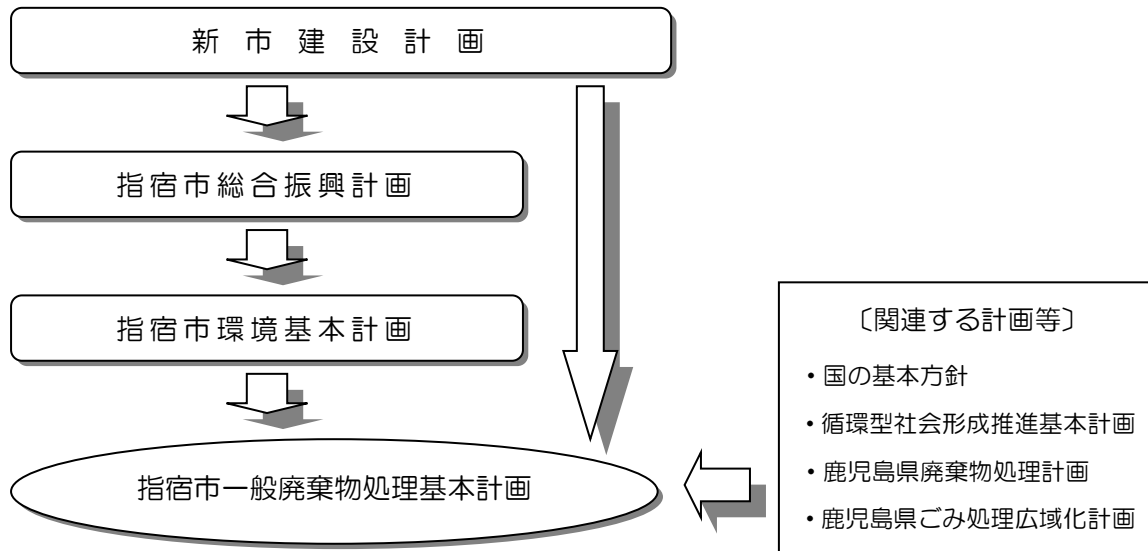 新市建設計画
指宿市総合振興計画
指宿市環境基本計画
指宿市一般廃棄物処理基本計画
〔関連する計画等〕
・国の基本方針
・循環型社会形成推進基本計画
・鹿児島県廃棄物処理計画
・鹿児島県ごみ処理広域化計画